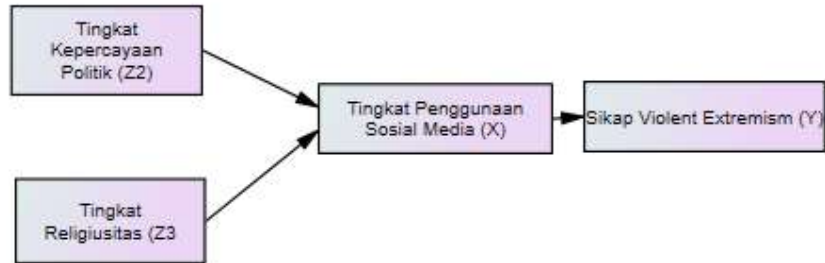 Tingkat
Kepercayaan
Politik (Z2)
Tingkat Penggunaan
Sosial Media (X)
Sikap Violent Extremism (Y)
Tingkat
Religiusitas (Z3